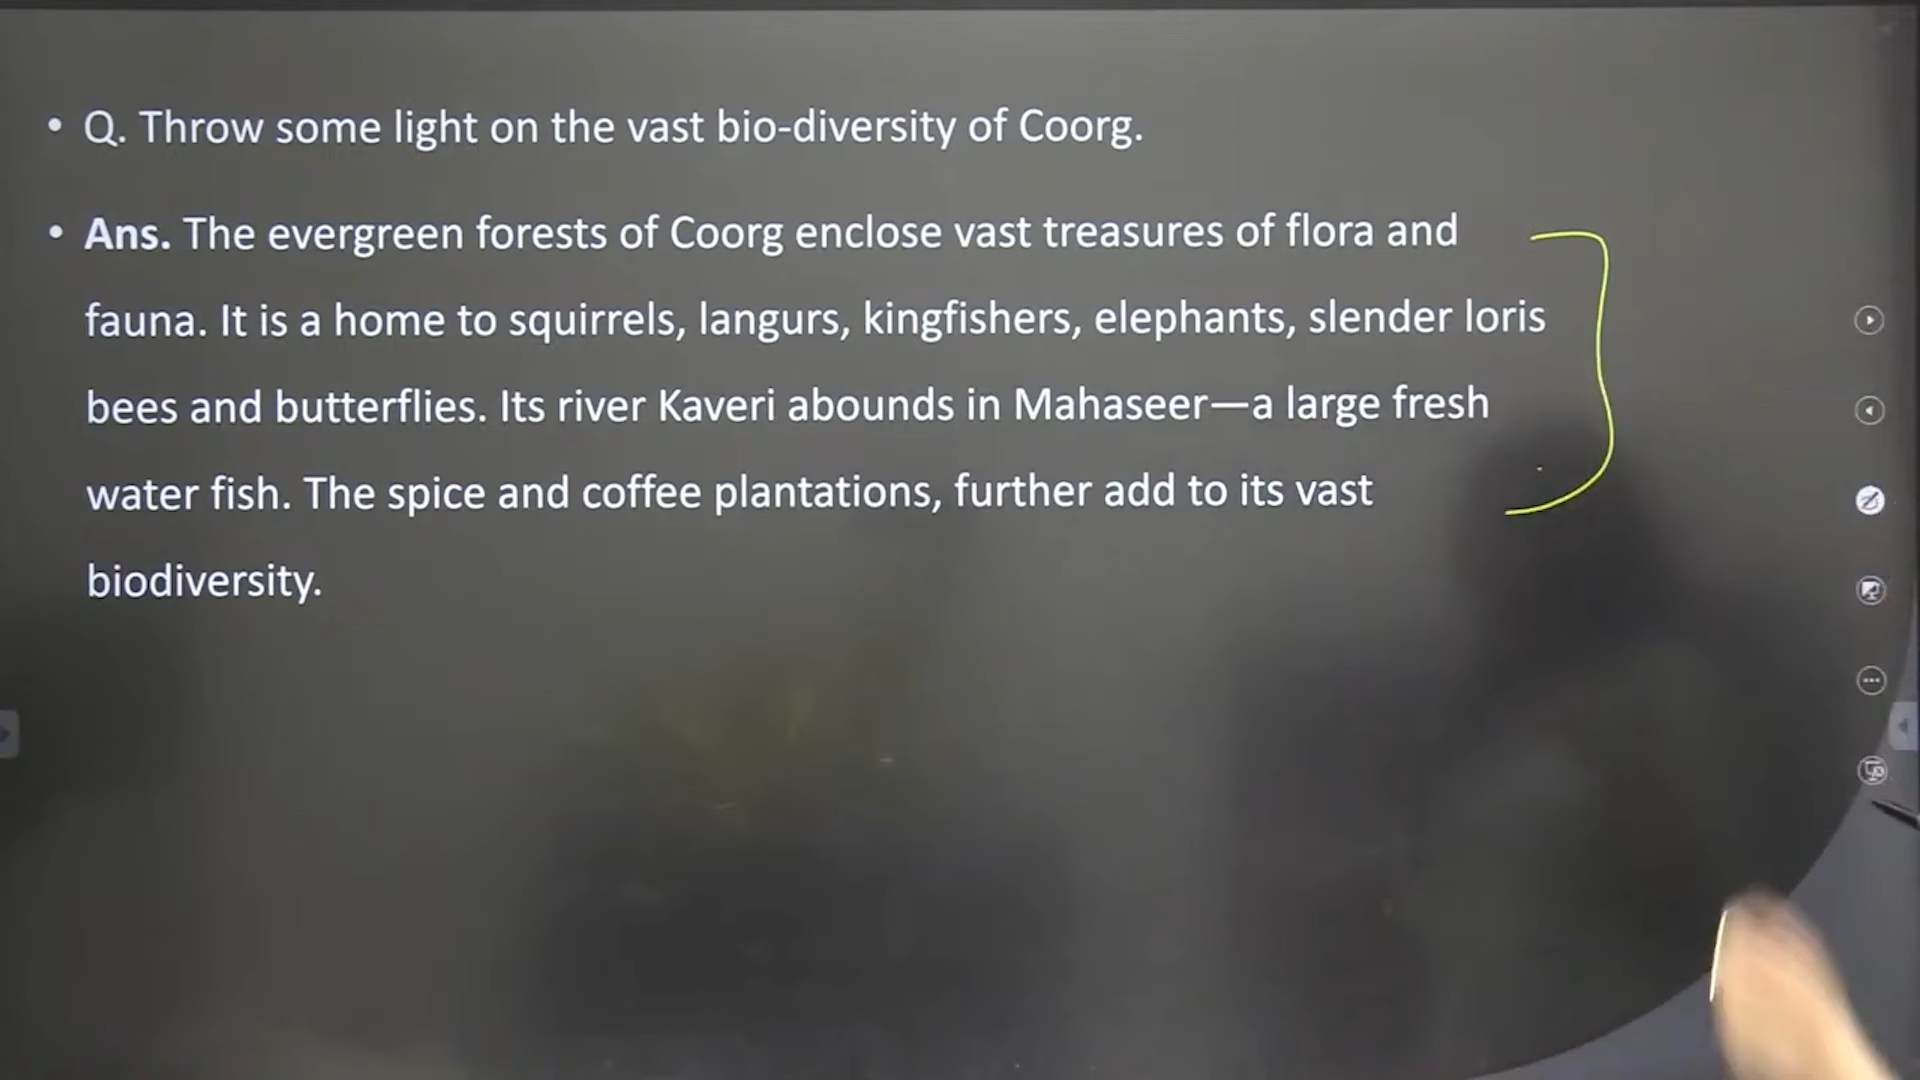 • Q. Throw some light on the vast bio-diversity of Coorg.
• Ans. The evergreen forests of Coorg enclose vast treasures of flora and
fauna. It is a home to squirrels, langurs, kingfishers, elephants, slender loris
bees and butterflies. Its river Kaveri abounds in Mahaseer—a large fresh
water fish. The spice and coffee plantations, further add to its vast
biodiversity.